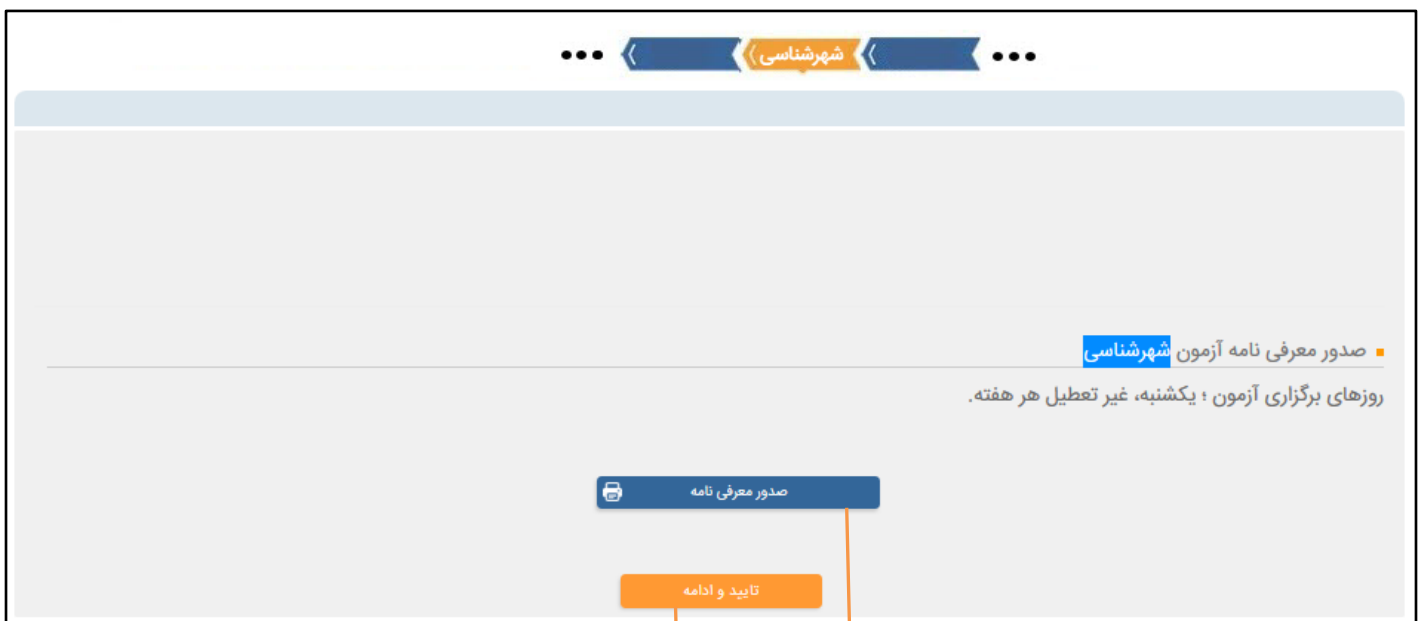 ••• شهرشناسی •••
صدور معرفی نامه آزمون شهرشناسی
روزهای برگزاری آزمون ؛ یکشنبه، غیر تعطیل هر هفته.
صدور معرفی نامه
تایید و ادامه